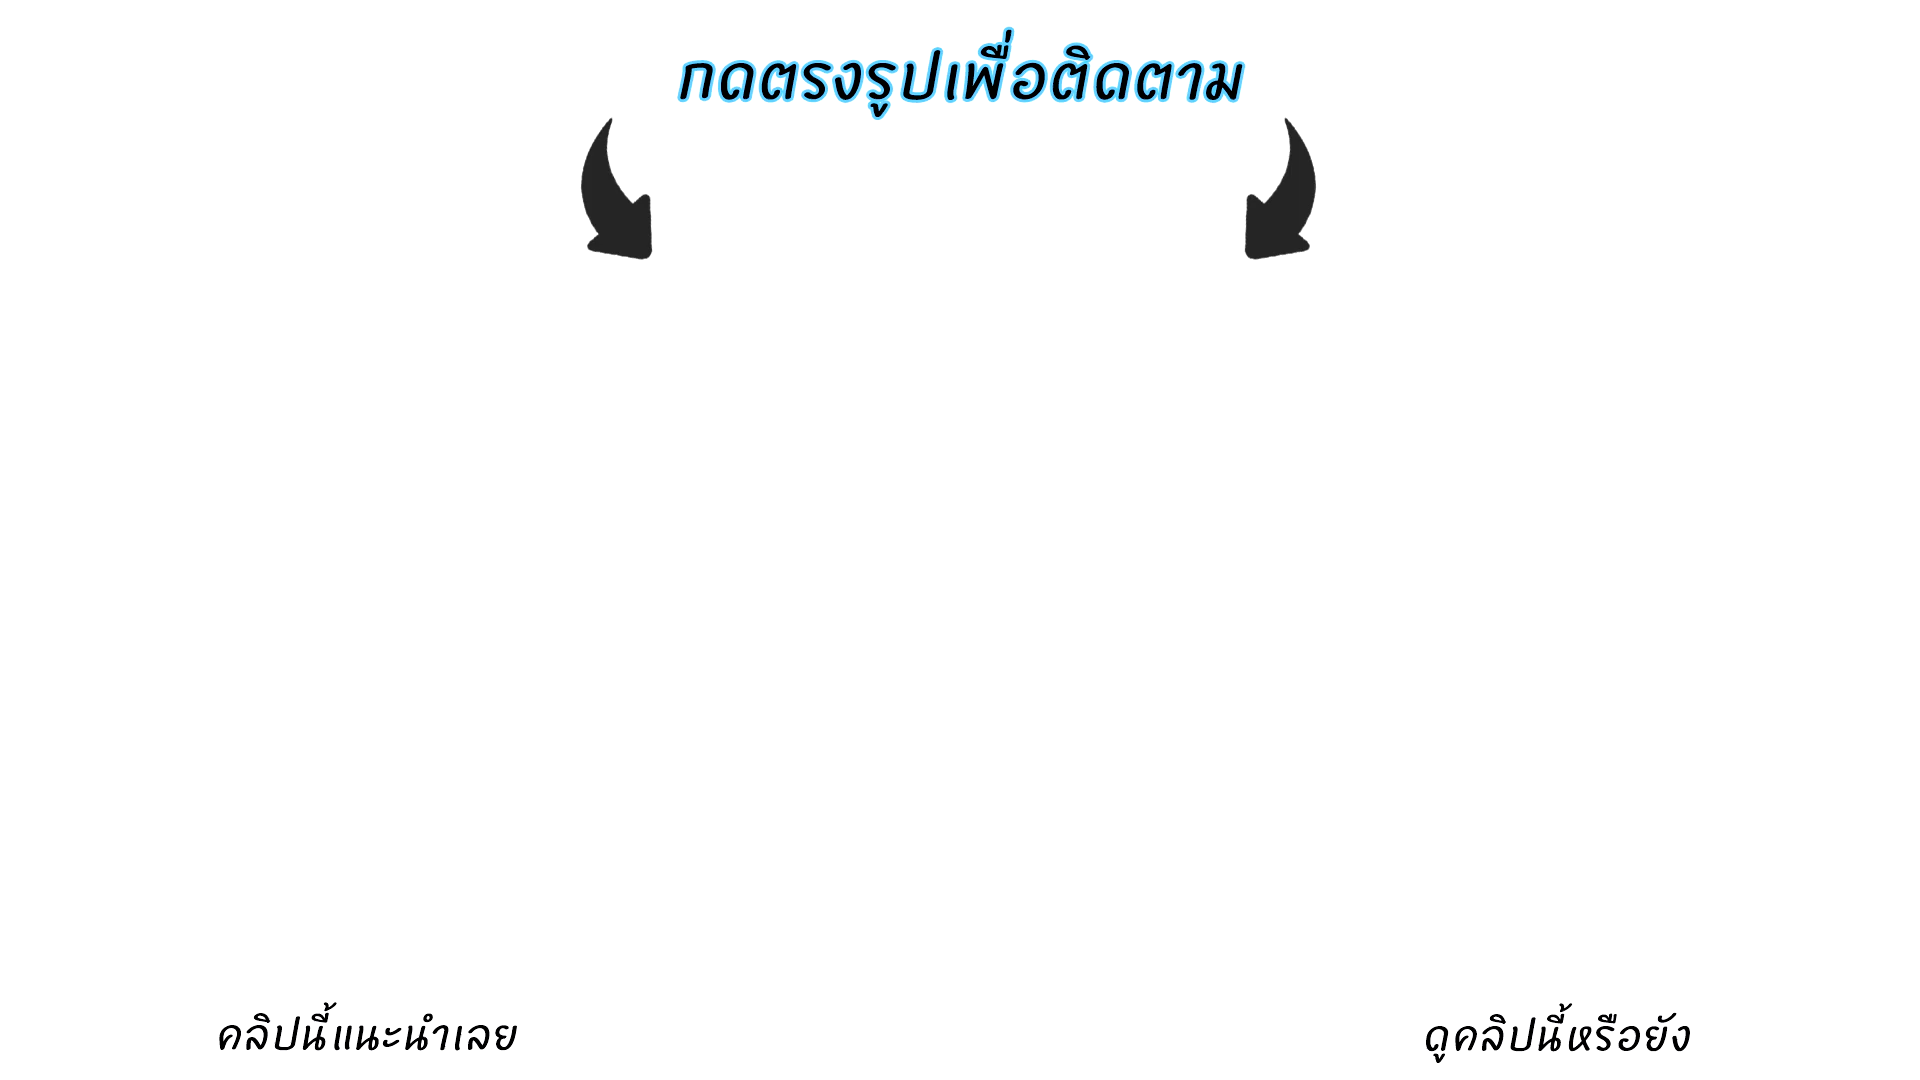 กดตรงรูปเพื่อติดตาม
คลิปนี้แนะนำเลย
ดูคลิปนี้หรือยัง